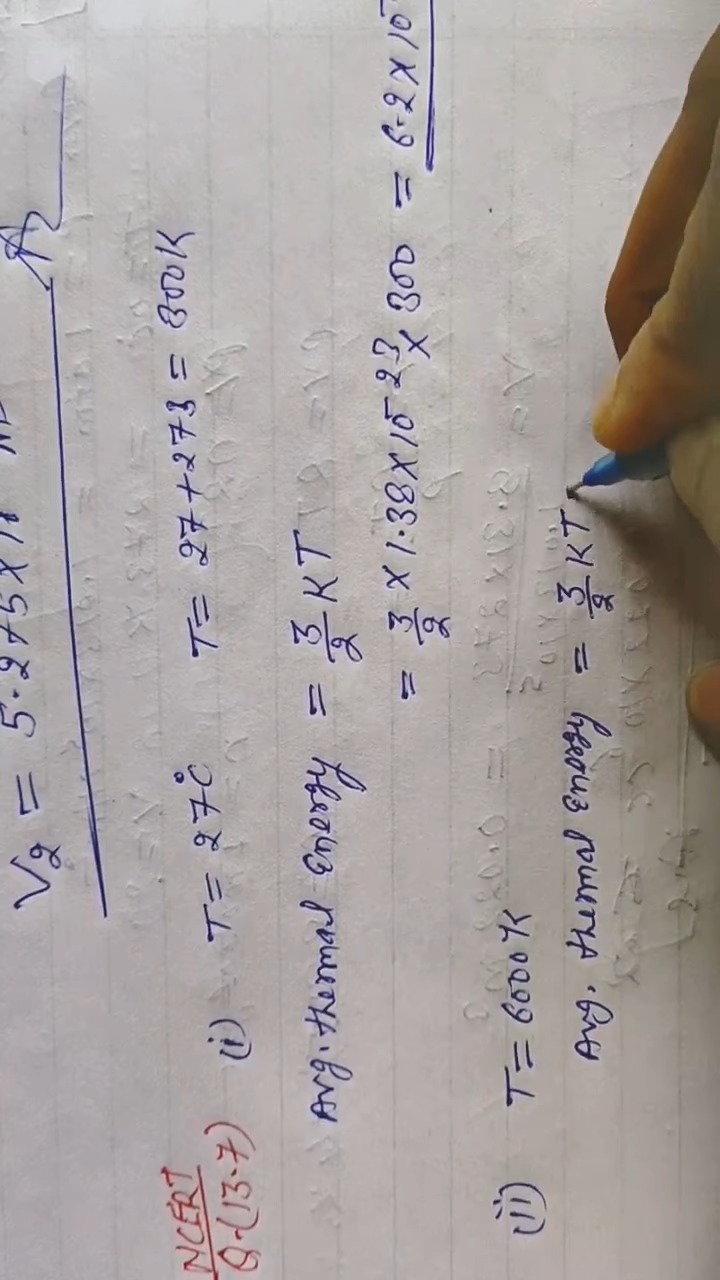 V₂ = 5.275 × 10
NCERT
Q.(13.7) (i) T = 27°C T = 27 + 273 = 300K
Avg. thermal Energy = 3/2 KT
= 3/2 × 1.38 × 10⁻²³ × 300 = 6.2 × 10⁻
(ii) T = 6000K
Avg. thermal Energy = 3/2 KT